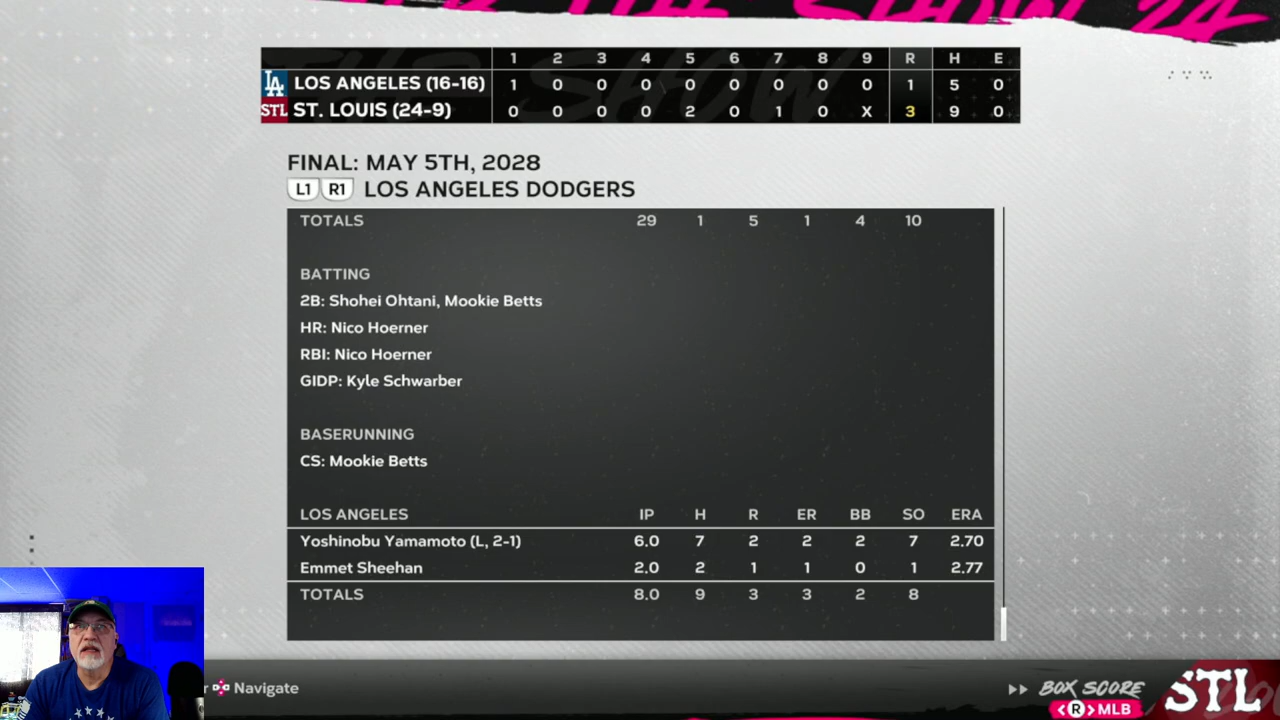 THE SHOW 24
1 2 3 4 5 6 7 8 9 R H E
LA LOS ANGELES (16-16) 1 0 0 0 0 0 0 0 0 1 5 0
STL ST. LOUIS (24-9) 0 0 0 0 2 0 1 0 X 3 9 0
FINAL: MAY 5TH, 2028
L1 R1 LOS ANGELES DODGERS
TOTALS 29 1 5 1 4 10
BATTING
2B: Shohei Ohtani, Mookie Betts
HR: Nico Hoerner
RBI: Nico Hoerner
GIDP: Kyle Schwarber
BASERUNNING
CS: Mookie Betts
LOS ANGELES IP H R ER BB SO ERA
Yoshinobu Yamamoto (L, 2-1) 6.0 7 2 2 2 7 2.70
Emmet Sheehan 2.0 2 1 1 0 1 2.77
TOTALS 8.0 9 3 3 2 8
Navigate
BOX SCORE
<R> MLB
STL